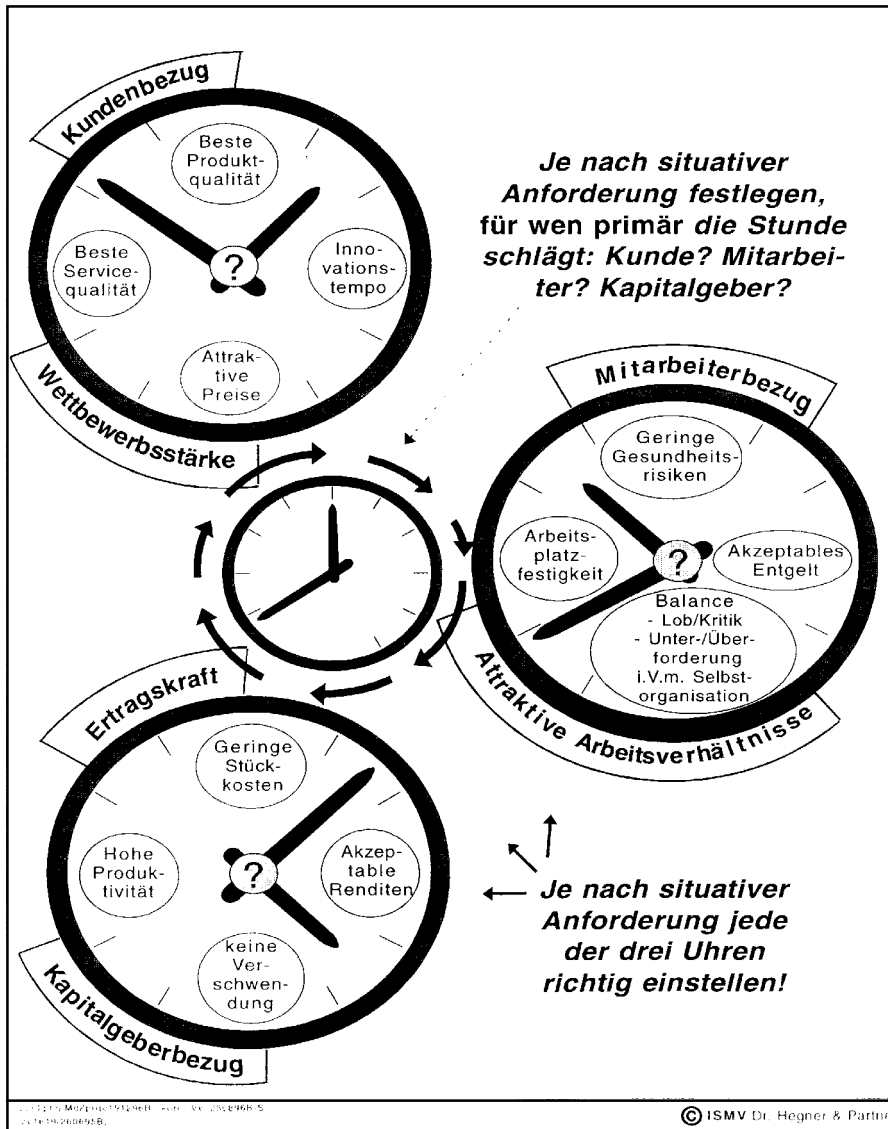 Kundenbezug
Beste
Produkt-
qualität
Beste
Service-
qualität
?
Inno-
vations-
tempo
Attrak-
tive
Preise
Wettbewerbsstärke
Je nach situativer
Anforderung festlegen,
für wen primär die Stunde
schlägt: Kunde? Mitarbei-
ter? Kapitalgeber?
Mitarbeiterbezug
Geringe
Gesundheits-
risiken
Arbeits-
platz-
festigkeit
?
Akzeptables
Entgelt
Balance
- Lob/Kritik
- Unter-/Über-
forderung
i.V.m. Selbst-
organisation
Attraktive Arbeitsverhältnisse
Ertragskraft
Geringe
Stück-
kosten
Hohe
Produk-
tivität
?
Akzep-
table
Renditen
keine
Ver-
schwen-
dung
Kapitalgeberbezug
Je nach situativer
Anforderung jede
der drei Uhren
richtig einstellen!
© ISMV Dr. Hegner & Partne